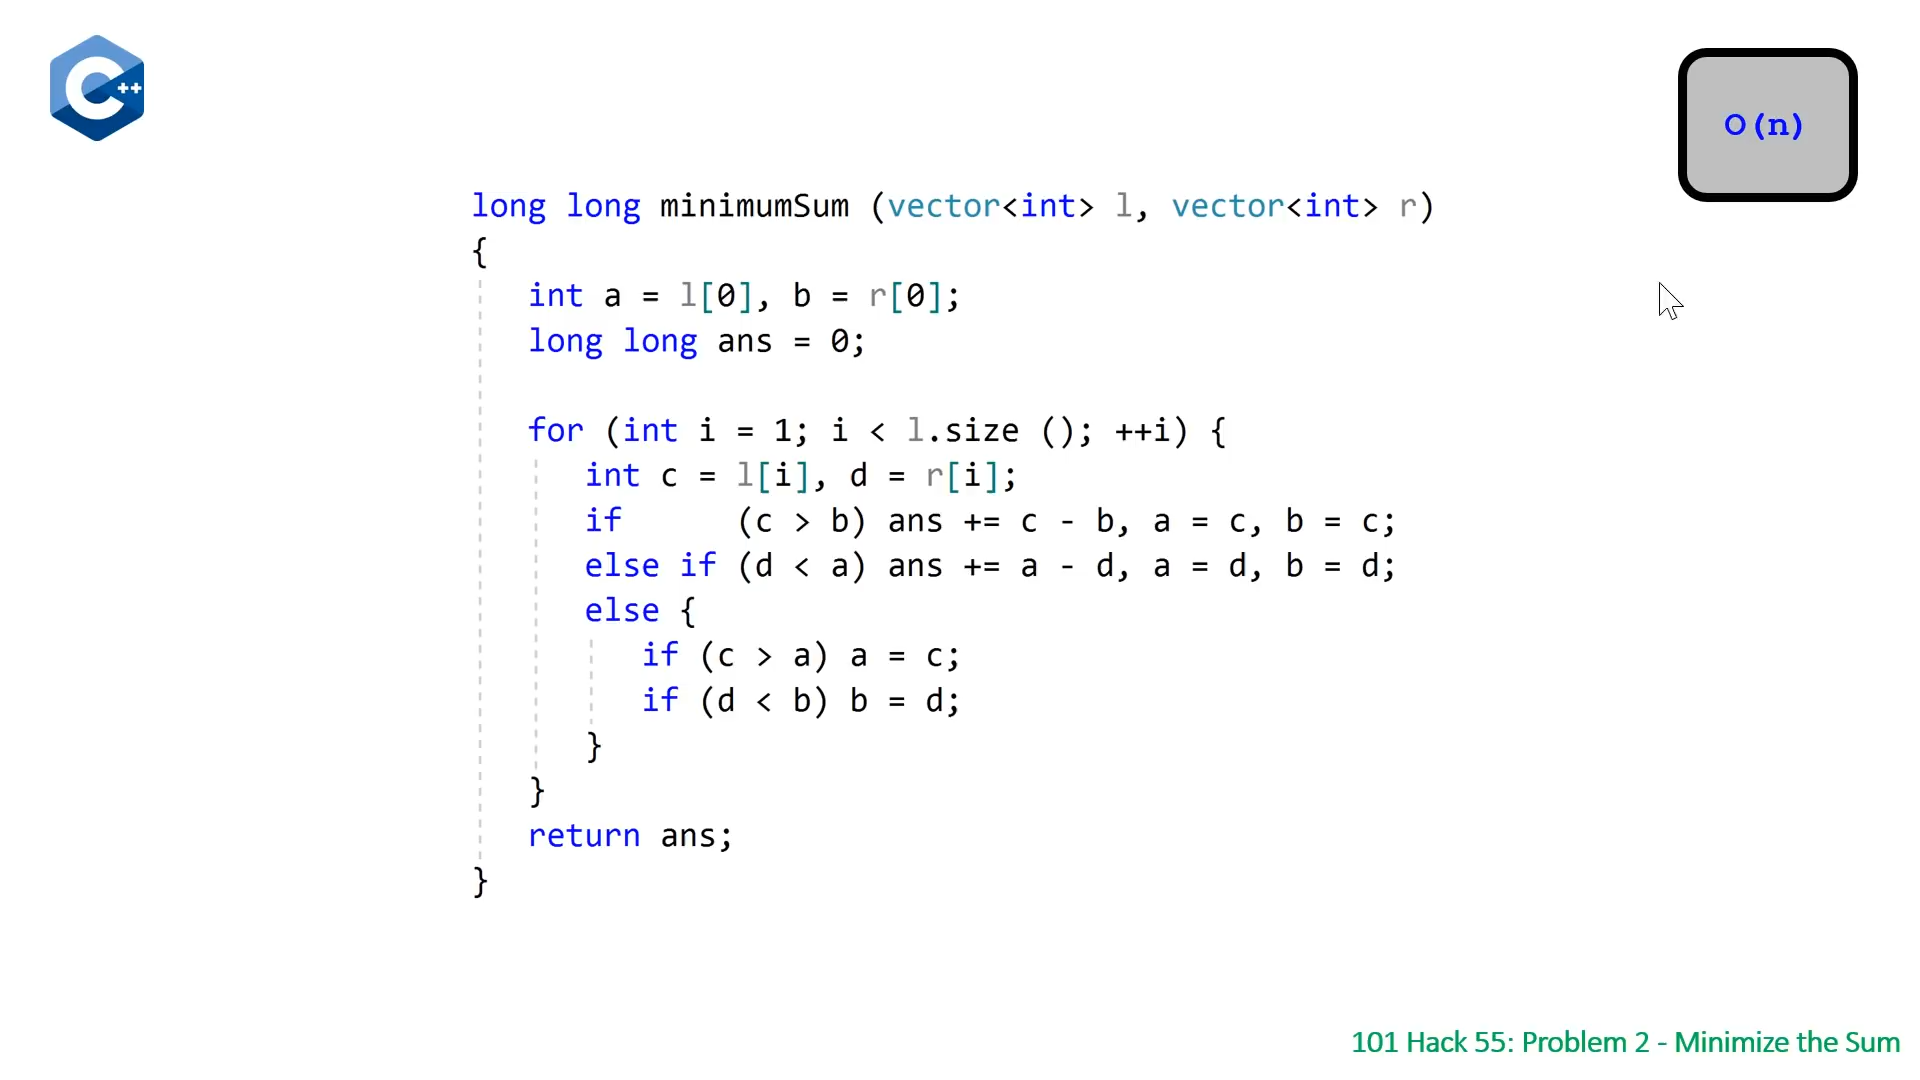 C++
O(n)
long long minimumSum (vector<int> l, vector<int> r)
{
int a = l[0], b = r[0];
long long ans = 0;
for (int i = 1; i < l.size (); ++i) {
int c = l[i], d = r[i];
if (c > b) ans += c - b, a = c, b = c;
else if (d < a) ans += a - d, a = d, b = d;
else {
if (c > a) a = c;
if (d < b) b = d;
}
}
return ans;
}
101 Hack 55: Problem 2 - Minimize the Sum